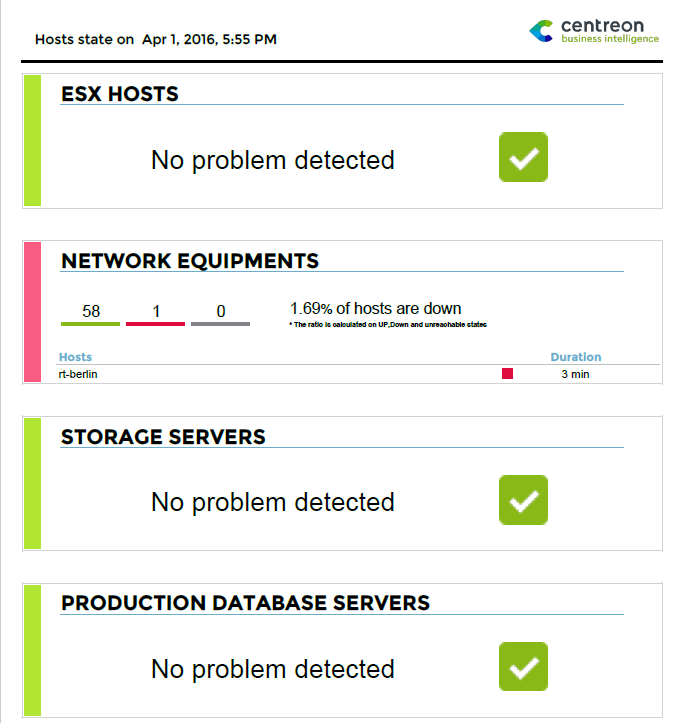 Hosts state on Apr 1, 2016, 5:55 PM
centreon
business intelligence
ESX HOSTS
No problem detected
NETWORK EQUIPMENTS
58 1 0
1.69% of hosts are down
* The ratio is calculated on UP,Down and unreachable states
Hosts Duration
rt-berlin 3 min
STORAGE SERVERS
No problem detected
PRODUCTION DATABASE SERVERS
No problem detected